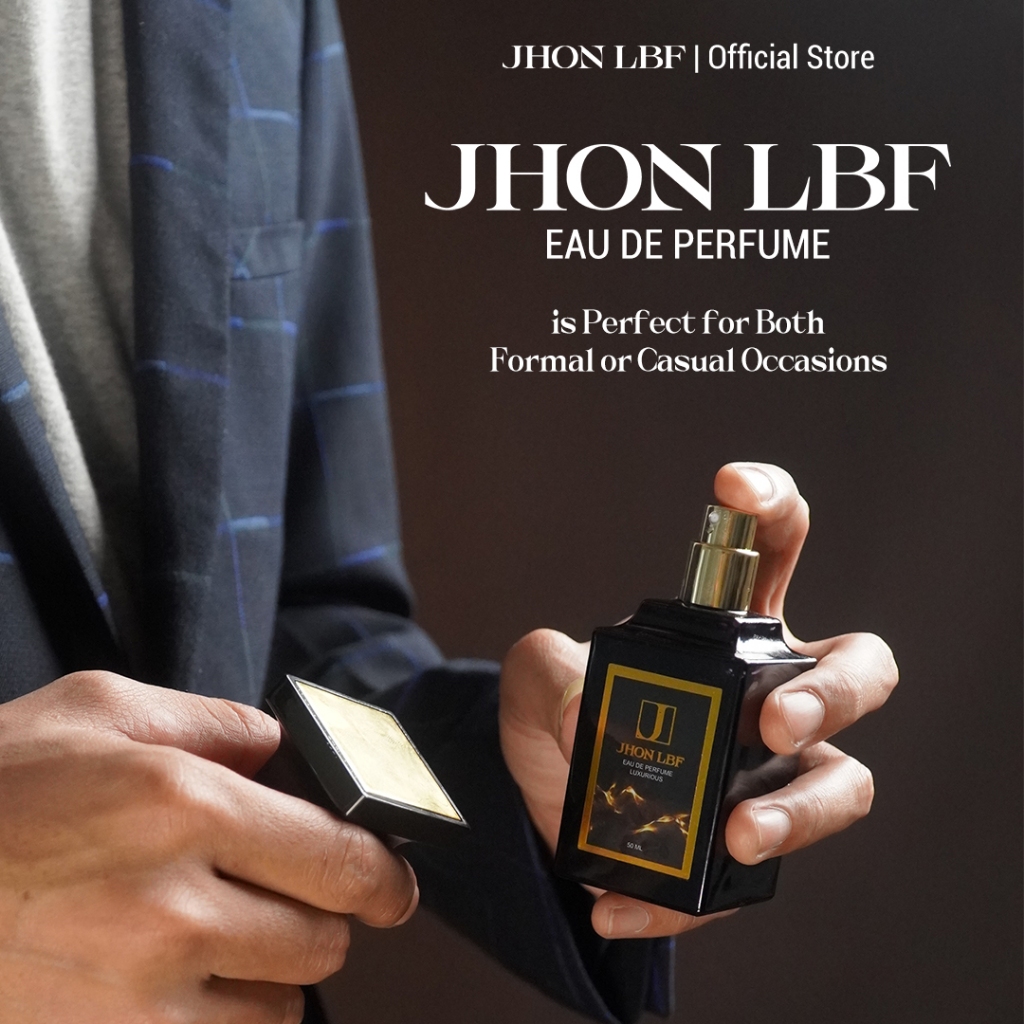 JHON LBF | Official Store
JHON LBF
EAU DE PERFUME
is Perfect for Both
Formal or Casual Occasions
J
JHON LBF
EAU DE PERFUME
LUXURIOUS
50 ML